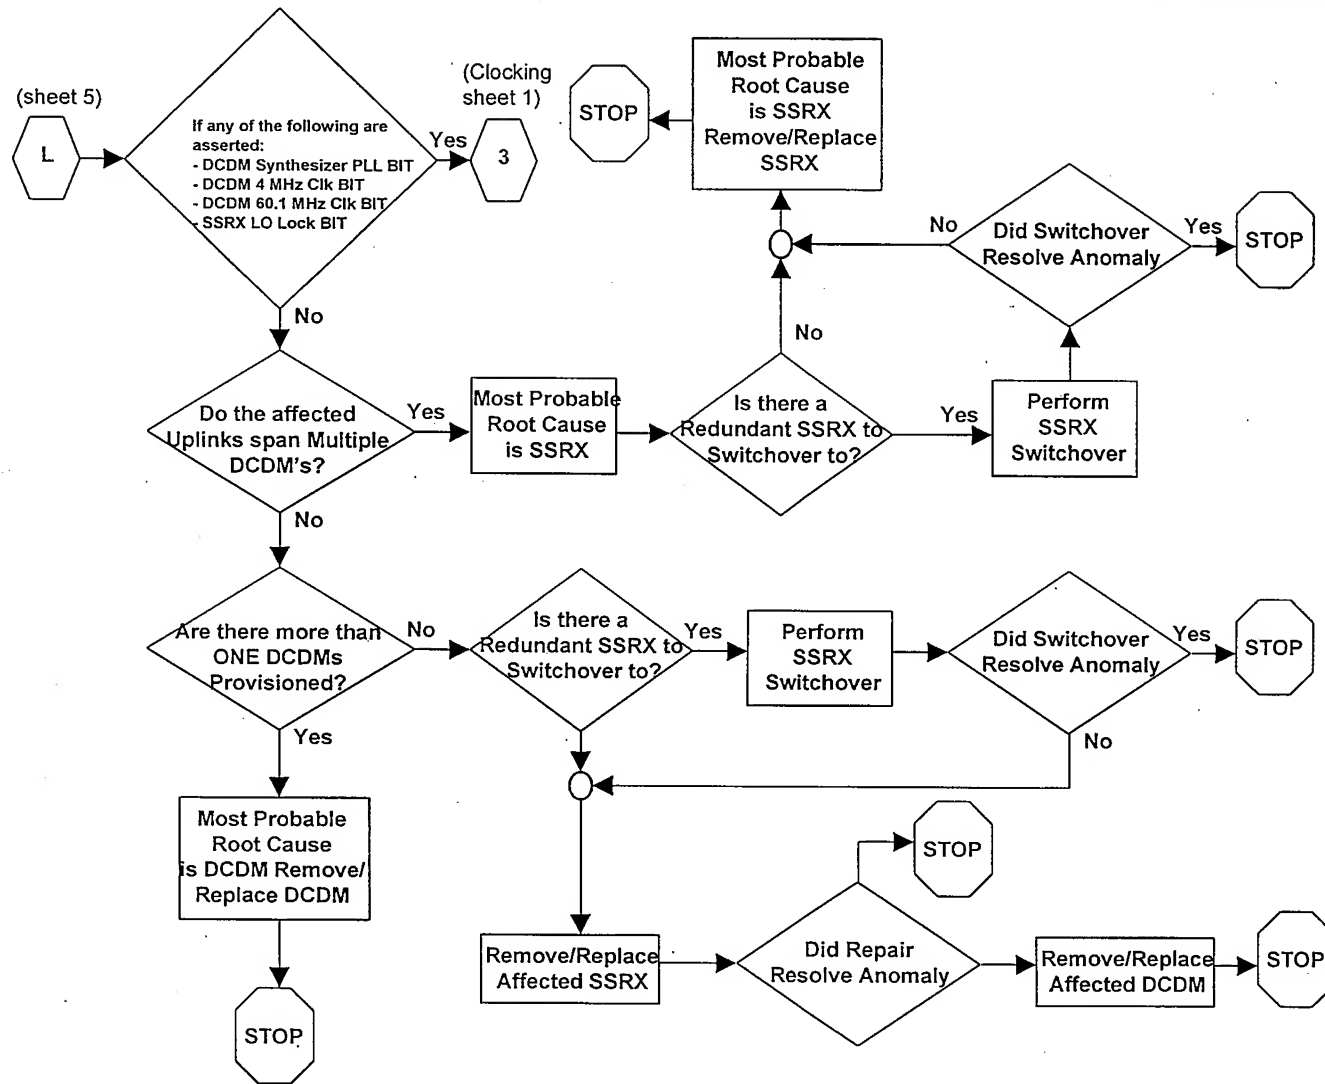 (sheet 5)
L
If any of the following are
asserted:
- DCDM Synthesizer PLL BIT
- DCDM 4 MHz Clk BIT
- DCDM 60.1 MHz Clk BIT
- SSRX LO Lock BIT
Yes
(Clocking
sheet 1)
3
No
STOP
Most Probable
Root Cause
is SSRX
Remove/Replace
SSRX
No
Did Switchover
Resolve Anomaly
Yes
STOP
Do the affected
Uplinks span Multiple
DCDM's?
Yes
Most Probable
Root Cause
is SSRX
No
Is there a
Redundant SSRX to
Switchover to?
Yes
Perform
SSRX
Switchover
No
Are there more than
ONE DCDMs
Provisioned?
No
Is there a
Redundant SSRX to
Switchover to?
Yes
Perform
SSRX
Switchover
Did Switchover
Resolve Anomaly
Yes
STOP
No
Yes
Most Probable
Root Cause
is DCDM Remove/
Replace DCDM
STOP
Remove/Replace
Affected SSRX
Did Repair
Resolve Anomaly
STOP
Remove/Replace
Affected DCDM
STOP